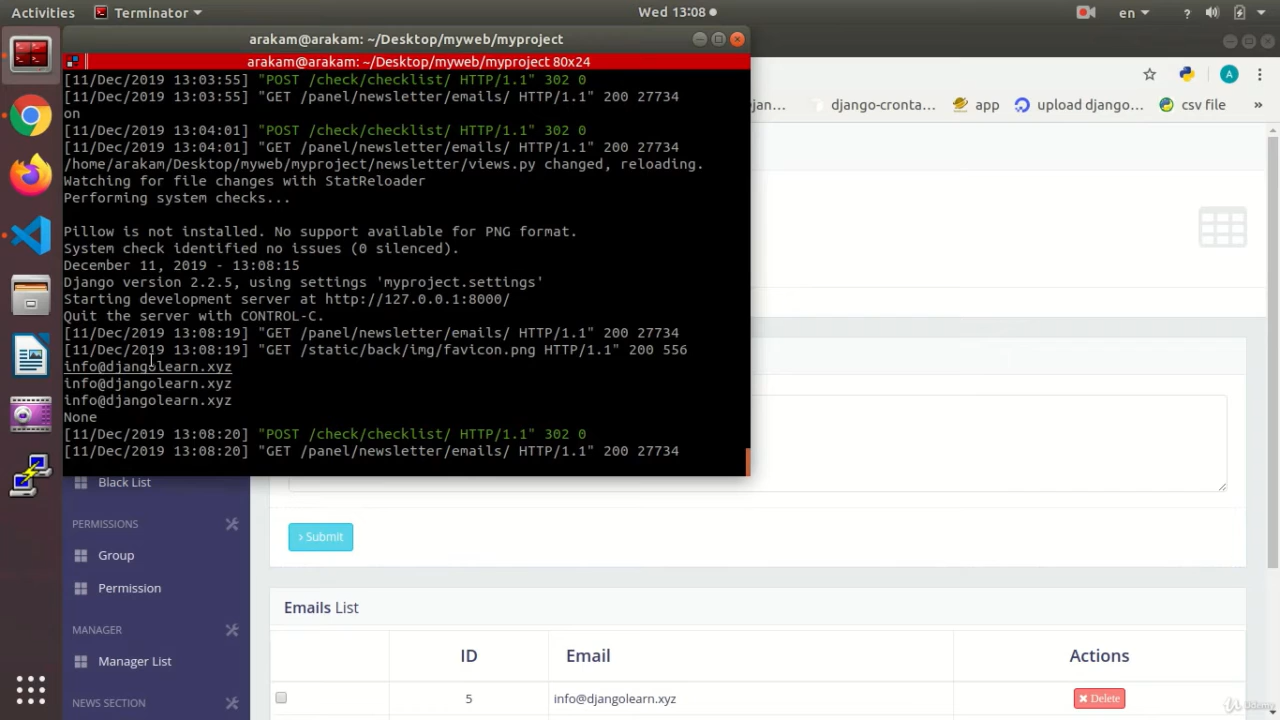 Activities
Terminator
Wed 13:08
en
?
arakam@arakam: ~/Desktop/myweb/myproject
arakam@arakam: ~/Desktop/myweb/myproject 80x24
[11/Dec/2019 13:03:55] "POST /check/checklist/ HTTP/1.1" 302 0
[11/Dec/2019 13:03:55] "GET /panel/newsletter/emails/ HTTP/1.1" 200 27734
on
[11/Dec/2019 13:04:01] "POST /check/checklist/ HTTP/1.1" 302 0
[11/Dec/2019 13:04:01] "GET /panel/newsletter/emails/ HTTP/1.1" 200 27734
/home/arakam/Desktop/myweb/myproject/newsletter/views.py changed, reloading.
Watching for file changes with StatReloader
Performing system checks...
Pillow is not installed. No support available for PNG format.
System check identified no issues (0 silenced).
December 11, 2019 - 13:08:15
Django version 2.2.5, using settings 'myproject.settings'
Starting development server at http://127.0.0.1:8000/
Quit the server with CONTROL-C.
[11/Dec/2019 13:08:19] "GET /panel/newsletter/emails/ HTTP/1.1" 200 27734
[11/Dec/2019 13:08:19] "GET /static/back/img/favicon.png HTTP/1.1" 200 556
info@djangolearn.xyz
info@djangolearn.xyz
info@djangolearn.xyz
None
[11/Dec/2019 13:08:20] "POST /check/checklist/ HTTP/1.1" 302 0
[11/Dec/2019 13:08:20] "GET /panel/newsletter/emails/ HTTP/1.1" 200 27734
A
django-cronta...
app
upload django...
csv file
»
Black List
PERMISSIONS
Group
Permission
MANAGER
Manager List
NEWS SECTION
› Submit
Emails List
ID
Email
Actions
5
info@djangolearn.xyz
Delete
Udemy